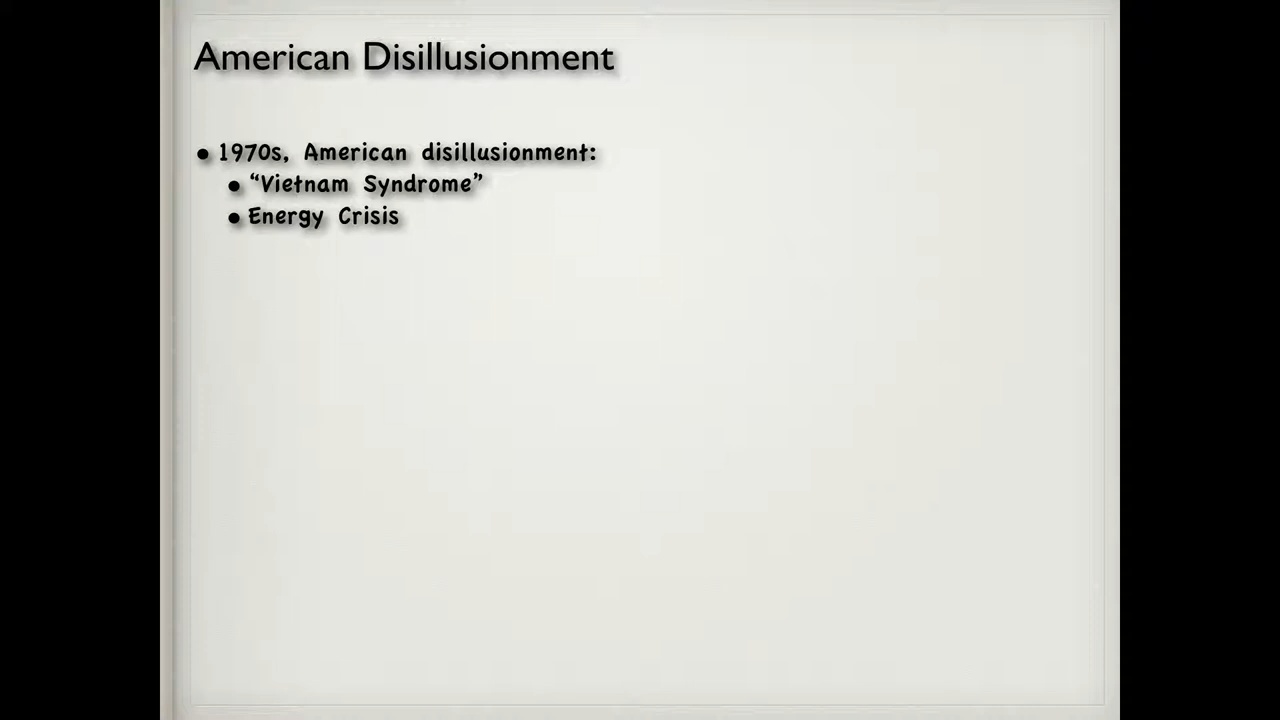 American Disillusionment
• 1970s, American disillusionment:
• “Vietnam Syndrome”
• Energy Crisis